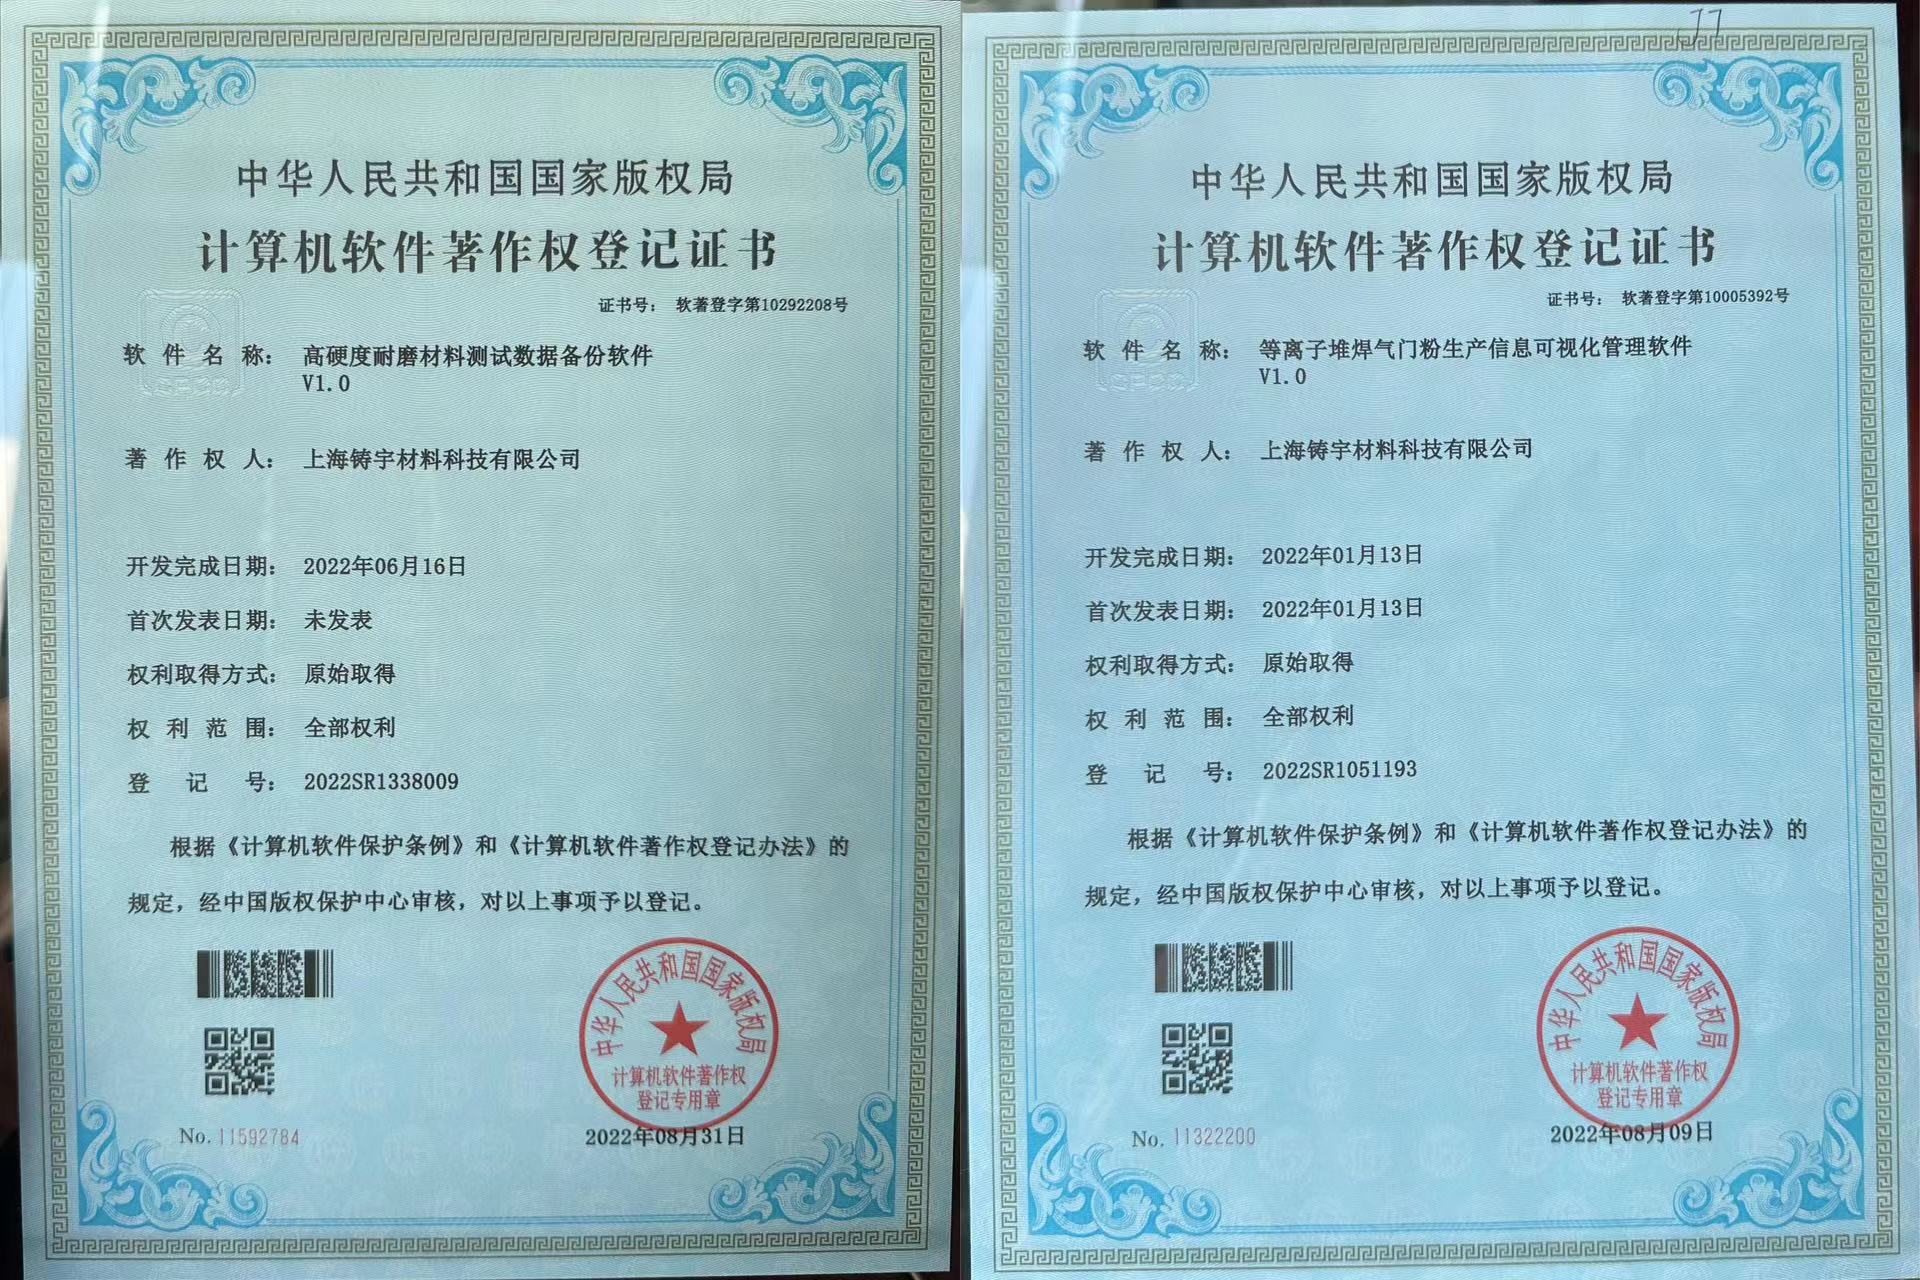 中华人民共和国国家版权局
计算机软件著作权登记证书
证书号： 软著登字第10292208号
软件名称： 高硬度耐磨材料测试数据备份软件
V1.0
著作权人： 上海铸宇材料科技有限公司
开发完成日期： 2022年06月16日
首次发表日期： 未发表
权利取得方式： 原始取得
权利范围： 全部权利
登记号： 2022SR1338009
根据《计算机软件保护条例》和《计算机软件著作权登记办法》的
规定，经中国版权保护中心审核，对以上事项予以登记。
中华人民共和国国家版权局
计算机软件著作权
登记专用章
No. 11592784
2022年08月31日
中华人民共和国国家版权局
计算机软件著作权登记证书
证书号： 软著登字第10005392号
软件名称： 等离子堆焊气门粉生产信息可视化管理软件
V1.0
著作权人： 上海铸宇材料科技有限公司
开发完成日期： 2022年01月13日
首次发表日期： 2022年01月13日
权利取得方式： 原始取得
权利范围： 全部权利
登记号： 2022SR1051193
根据《计算机软件保护条例》和《计算机软件著作权登记办法》的
规定，经中国版权保护中心审核，对以上事项予以登记。
中华人民共和国国家版权局
计算机软件著作权
登记专用章
No. 11322200
2022年08月09日